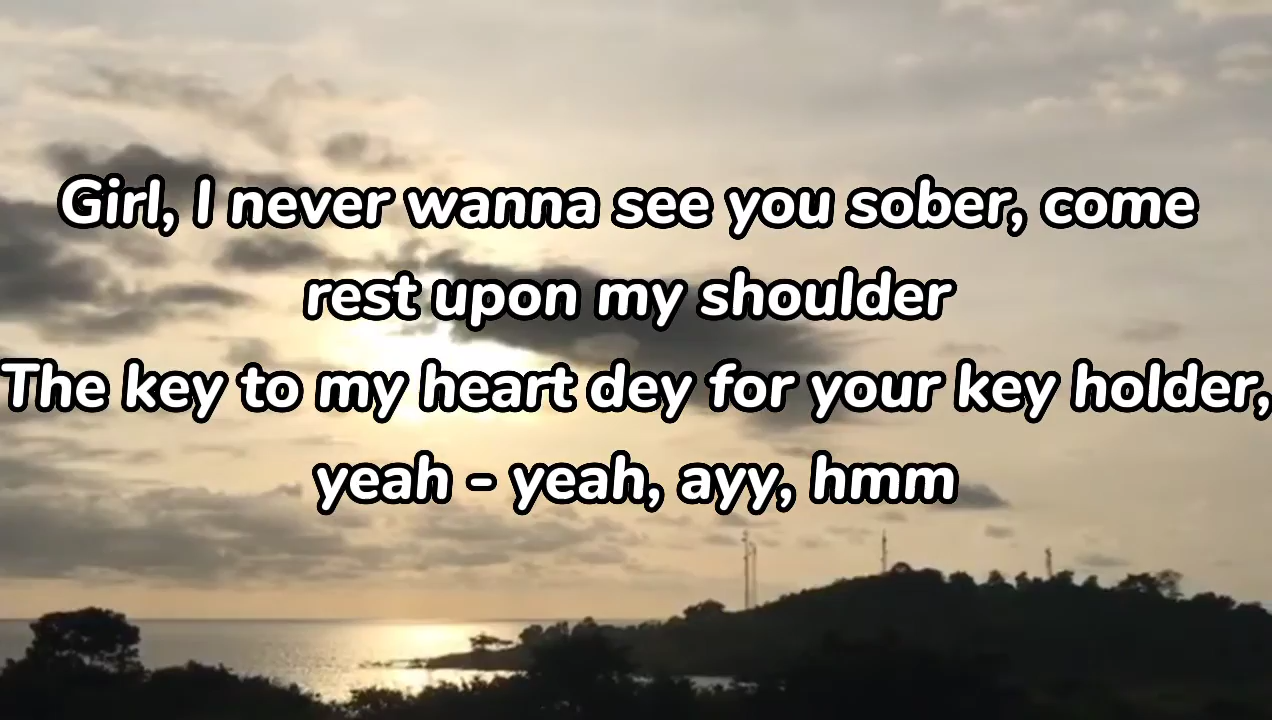 Girl, I never wanna see you sober, come
rest upon my shoulder
The key to my heart dey for your key holder,
yeah - yeah, ayy, hmm